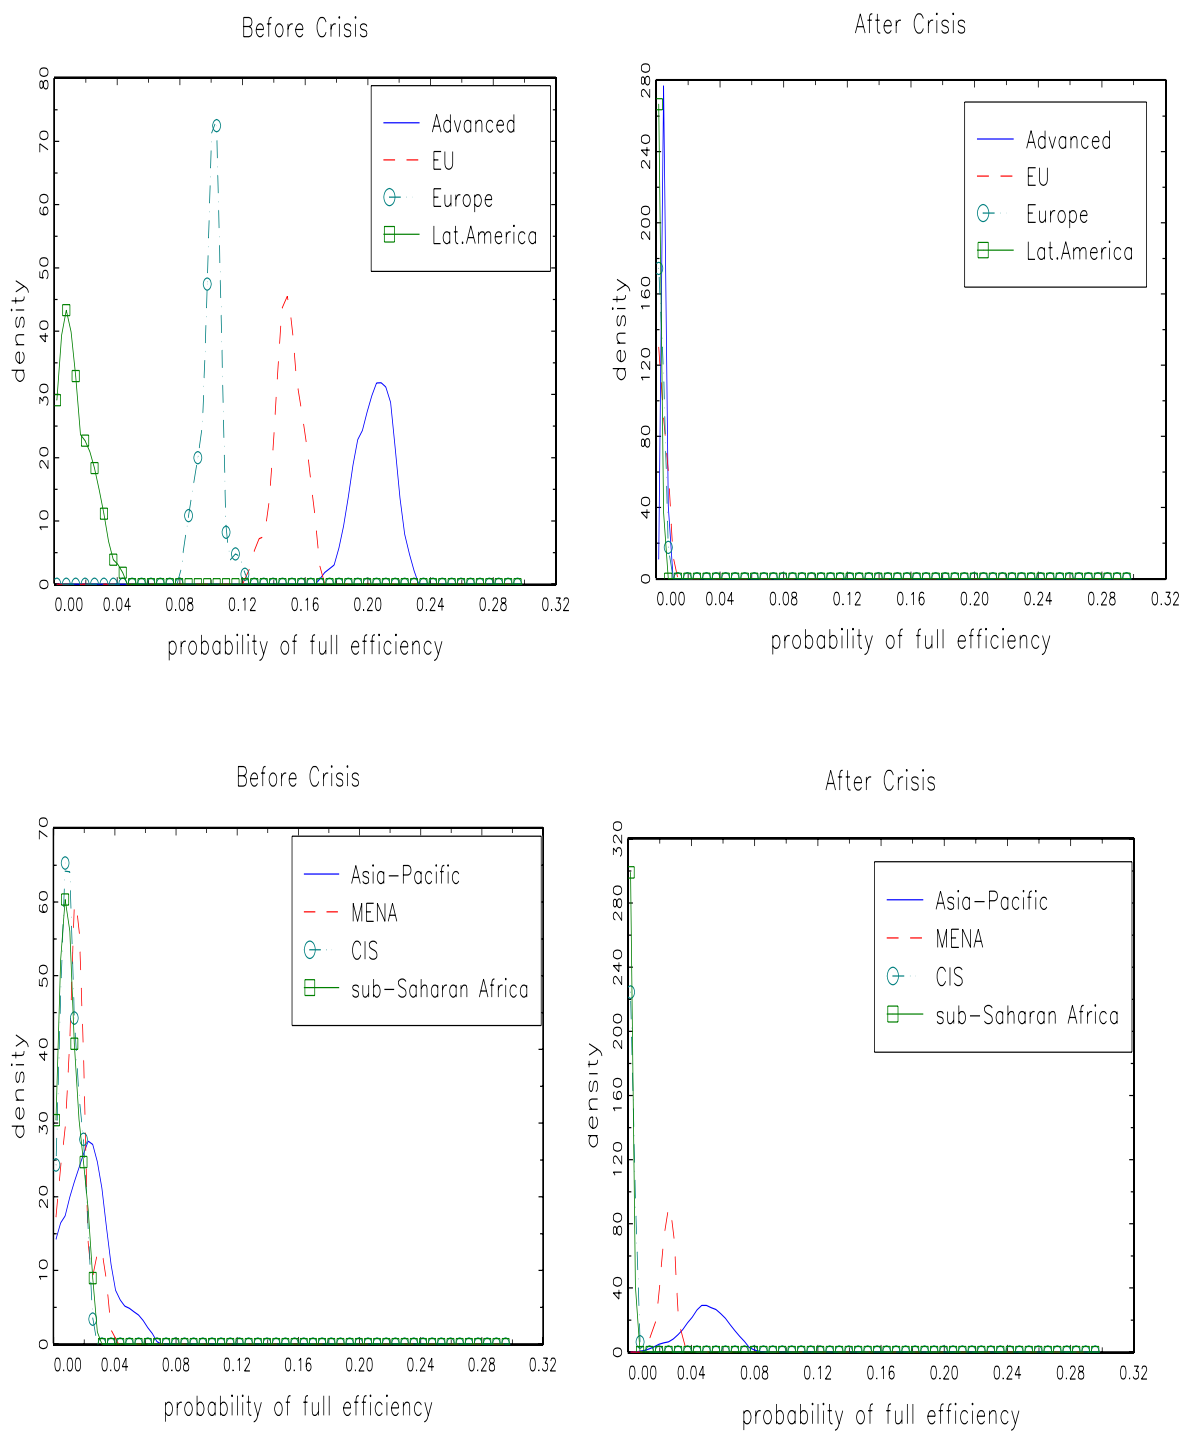 Before Crisis
80
70
60
50
40
30
20
10
0
density
Advanced
EU
Europe
Lat.America
0.00 0.04 0.08 0.12 0.16 0.20 0.24 0.28 0.32
probability of full efficiency
After Crisis
280
240
200
160
120
80
40
0
density
Advanced
EU
Europe
Lat.America
0.00 0.04 0.08 0.12 0.16 0.20 0.24 0.28 0.32
probability of full efficiency
Before Crisis
70
60
50
40
30
20
10
0
density
Asia-Pacific
MENA
CIS
sub-Saharan Africa
0.00 0.04 0.08 0.12 0.16 0.20 0.24 0.28 0.32
probability of full efficiency
After Crisis
320
280
240
200
160
120
80
40
0
density
Asia-Pacific
MENA
CIS
sub-Saharan Africa
0.00 0.04 0.08 0.12 0.16 0.20 0.24 0.28 0.32
probability of full efficiency